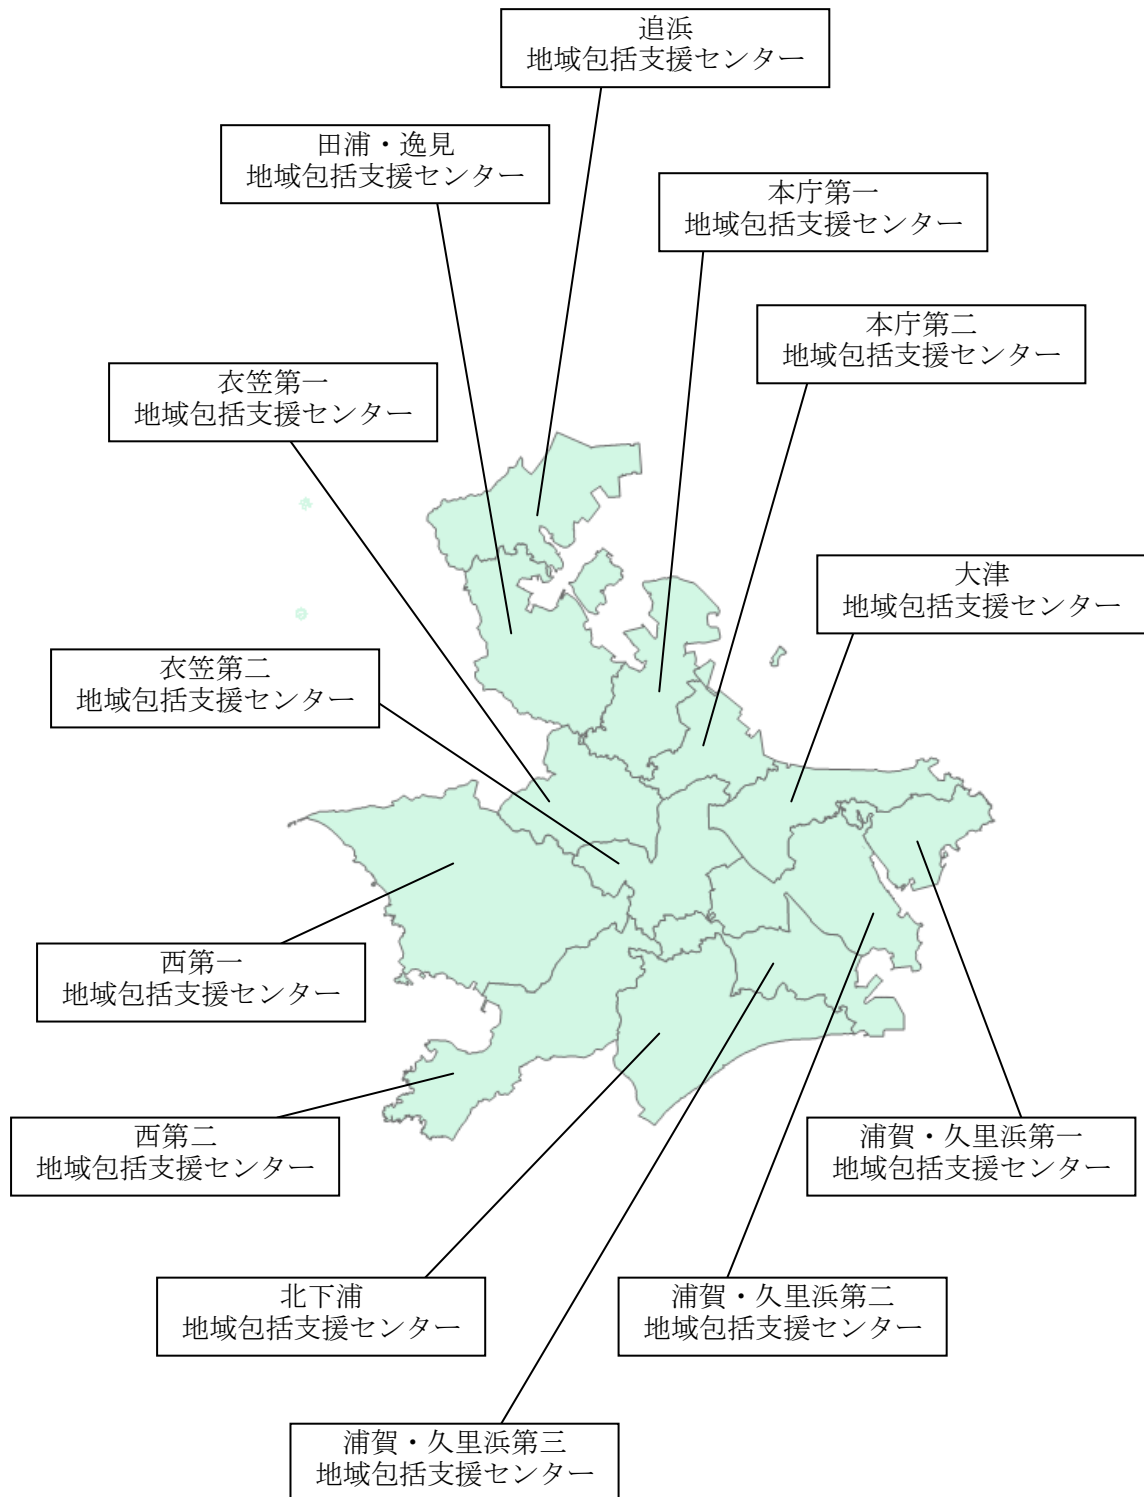 追浜
地域包括支援センター
田浦・逸見
地域包括支援センター
本庁第一
地域包括支援センター
本庁第二
地域包括支援センター
衣笠第一
地域包括支援センター
大津
地域包括支援センター
衣笠第二
地域包括支援センター
西第一
地域包括支援センター
西第二
地域包括支援センター
浦賀・久里浜第一
地域包括支援センター
北下浦
地域包括支援センター
浦賀・久里浜第二
地域包括支援センター
浦賀・久里浜第三
地域包括支援センター